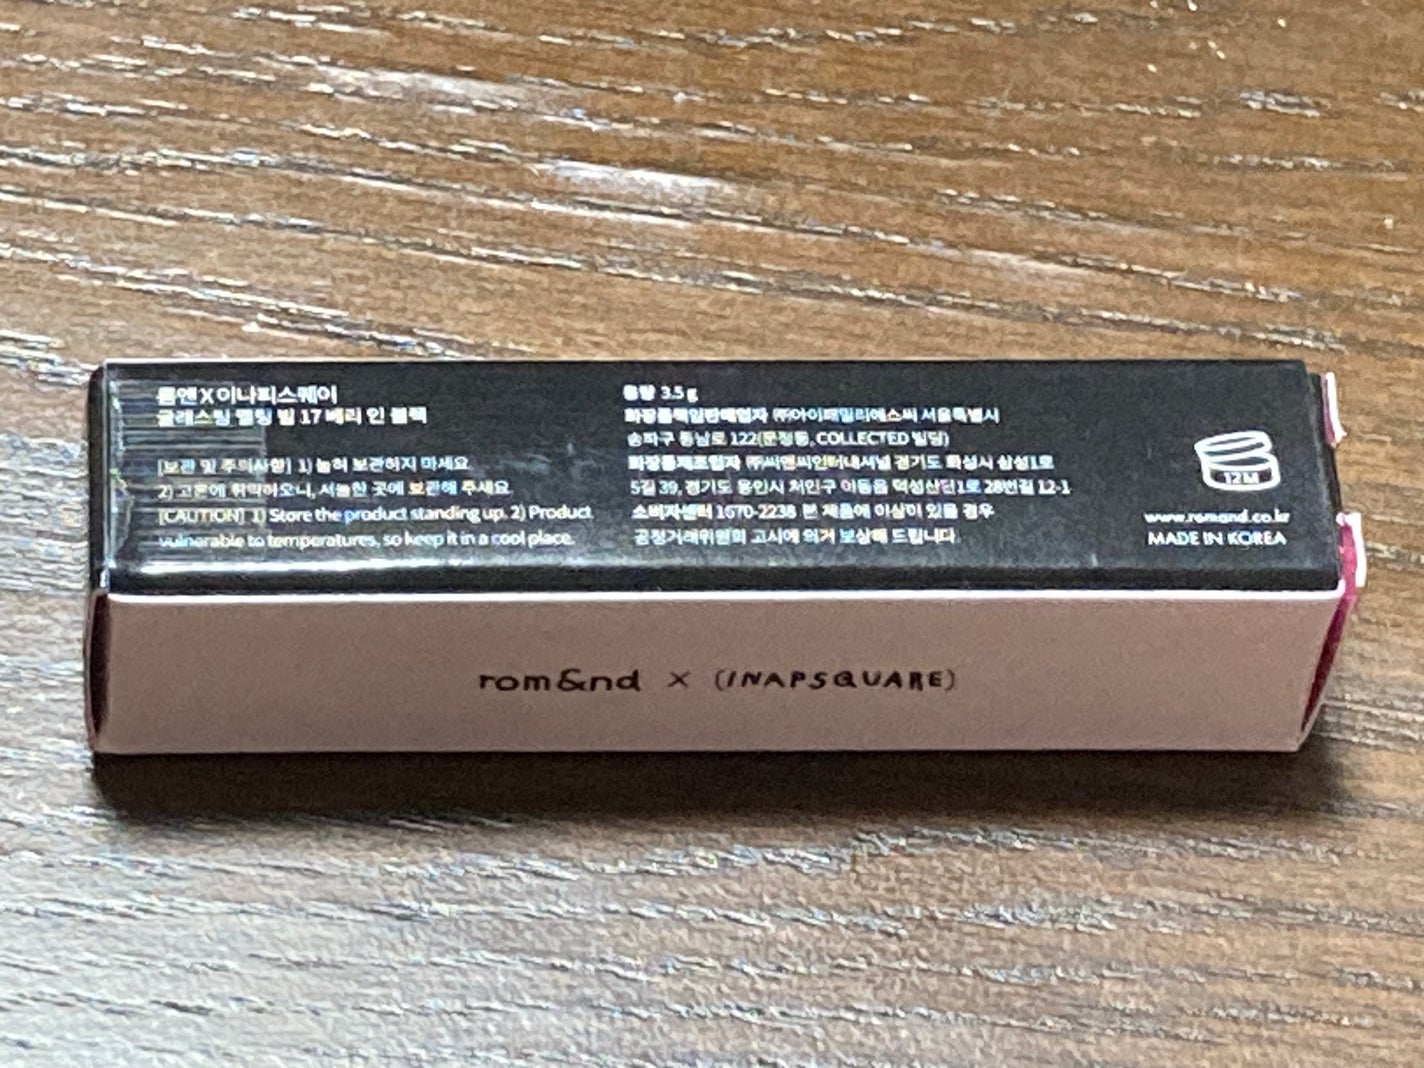 롬앤 X 이나피스퀘어
글래스팅 멜팅 밤 17 베리 인 블랙
[보관 및 주의사항] 1) 눕혀 보관하지 마세요
2) 고온에 취약하오니, 서늘한 곳에 보관해 주세요
[CAUTION] 1) Store the product standing up. 2) Product
vulnerable to temperatures, so keep it in a cool place.
용량 3.5 g
화장품책임판매업자 ㈜아이패밀리에스씨 서울특별시
송파구 동남로 122(문정동, COLLECTED 빌딩)
화장품제조업자 ㈜씨앤씨인터내셔널 경기도 화성시 삼성1로
5길 39, 경기도 용인시 처인구 이동읍 덕성산단1로 28번길 12-1
소비자센터 1670-2238 본 제품에 이상이 있을 경우
공정거래위원회 고시에 의거 보상해 드립니다
12M
www.romand.co.kr
MADE IN KOREA
rom&nd × (INAPSQUARE)